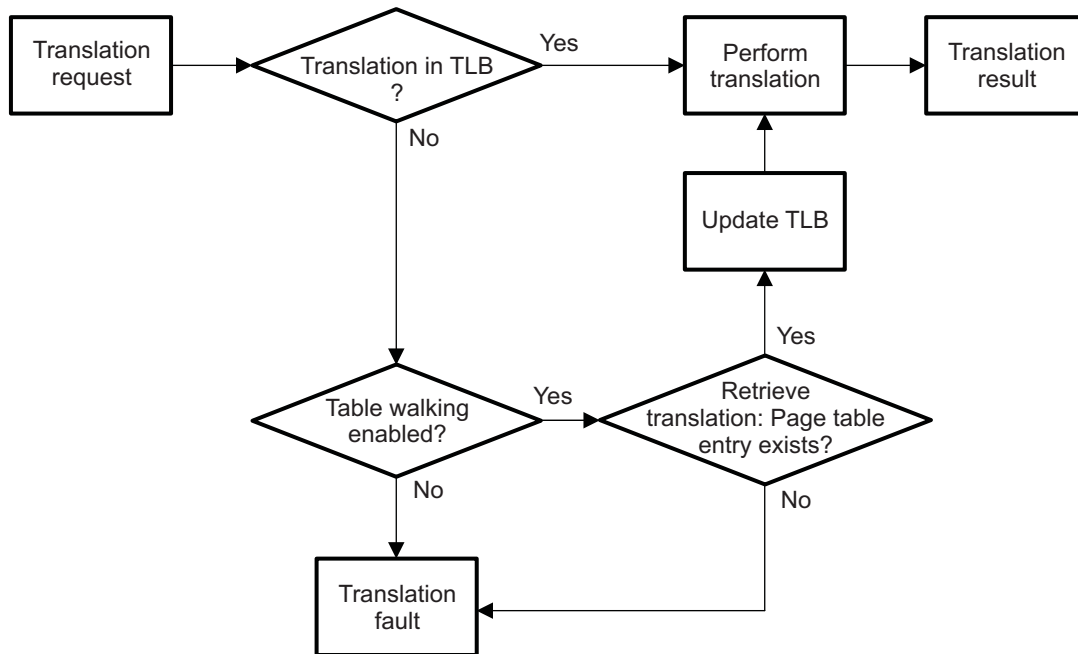 Translation
request
Translation in TLB
?
Yes
No
Perform
translation
Translation
result
Update TLB
Yes
Table walking
enabled?
Yes
No
Retrieve
translation: Page table
entry exists?
No
Translation
fault